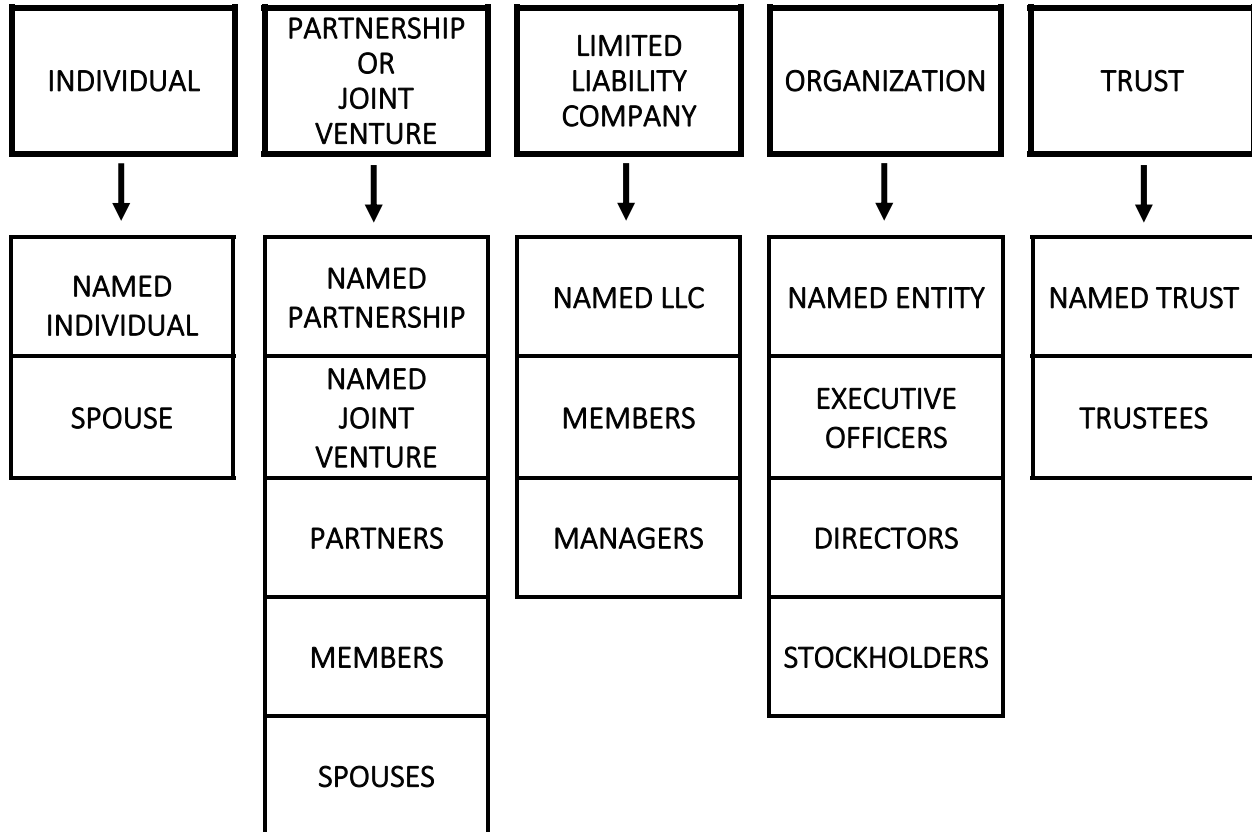 INDIVIDUAL
PARTNERSHIP
OR
JOINT
VENTURE
LIMITED
LIABILITY
COMPANY
ORGANIZATION
TRUST
NAMED
INDIVIDUAL
SPOUSE
NAMED
PARTNERSHIP
NAMED
JOINT
VENTURE
PARTNERS
MEMBERS
SPOUSES
NAMED LLC
MEMBERS
MANAGERS
NAMED ENTITY
EXECUTIVE
OFFICERS
DIRECTORS
STOCKHOLDERS
NAMED TRUST
TRUSTEES